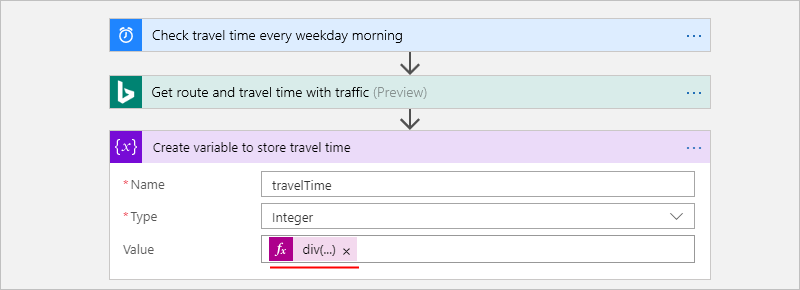 Check travel time every weekday morning ...
Get route and travel time with traffic (Preview) ...
{x} Create variable to store travel time ...
* Name travelTime
* Type Integer
Value fx div(...) ×